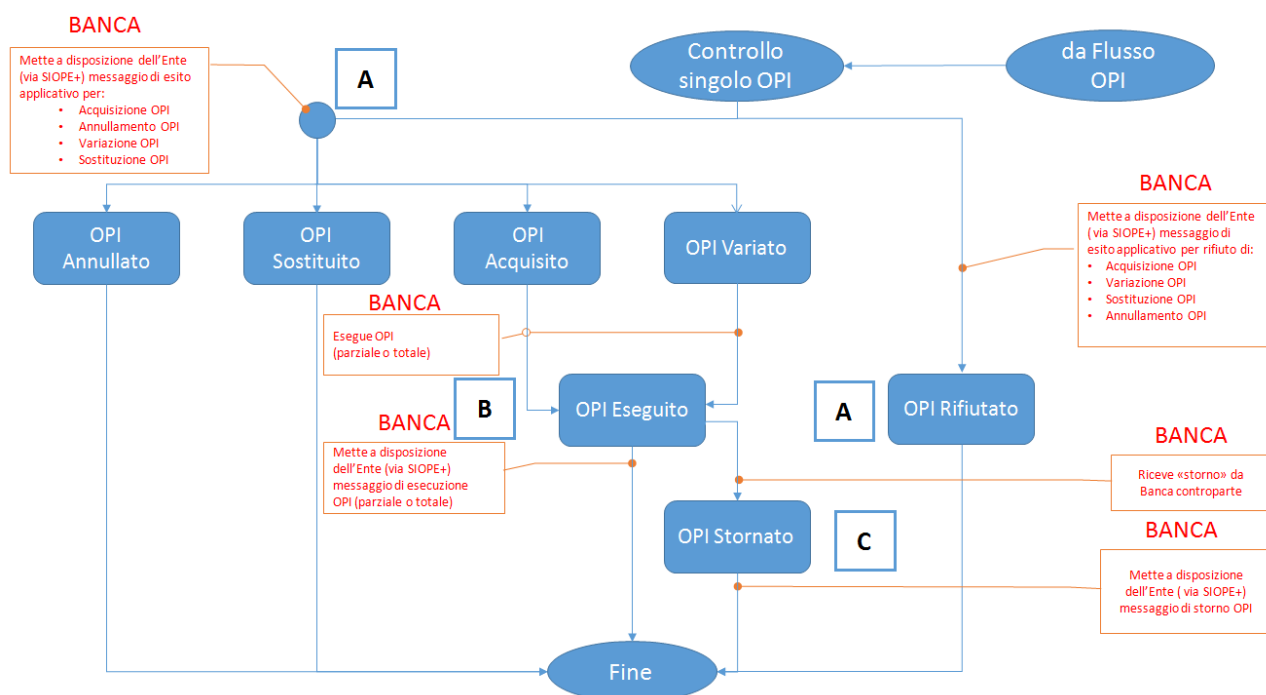 BANCA
Mette a disposizione dell'Ente
(via SIOPE+) messaggio di esito
applicativo per:
• Acquisizione OPI
• Annullamento OPI
• Variazione OPI
• Sostituzione OPI
A
Controllo
singolo OPI
da Flusso
OPI
OPI
Annullato
OPI
Sostituito
OPI
Acquisito
OPI Variato
BANCA
Mette a disposizione dell'Ente
( via SIOPE+) messaggio di
esito applicativo per rifiuto di:
• Acquisizione OPI
• Variazione OPI
• Sostituzione OPI
• Annullamento OPI
BANCA
Esegue OPI
(parziale o totale)
B
OPI Eseguito
A
OPI Rifiutato
BANCA
Mette a disposizione
dell'Ente (via SIOPE+)
messaggio di esecuzione
OPI (parziale o totale)
BANCA
Riceve «storno» da
Banca controparte
OPI Stornato
C
BANCA
Mette a disposizione
dell'Ente ( via SIOPE+)
messaggio di storno OPI
Fine